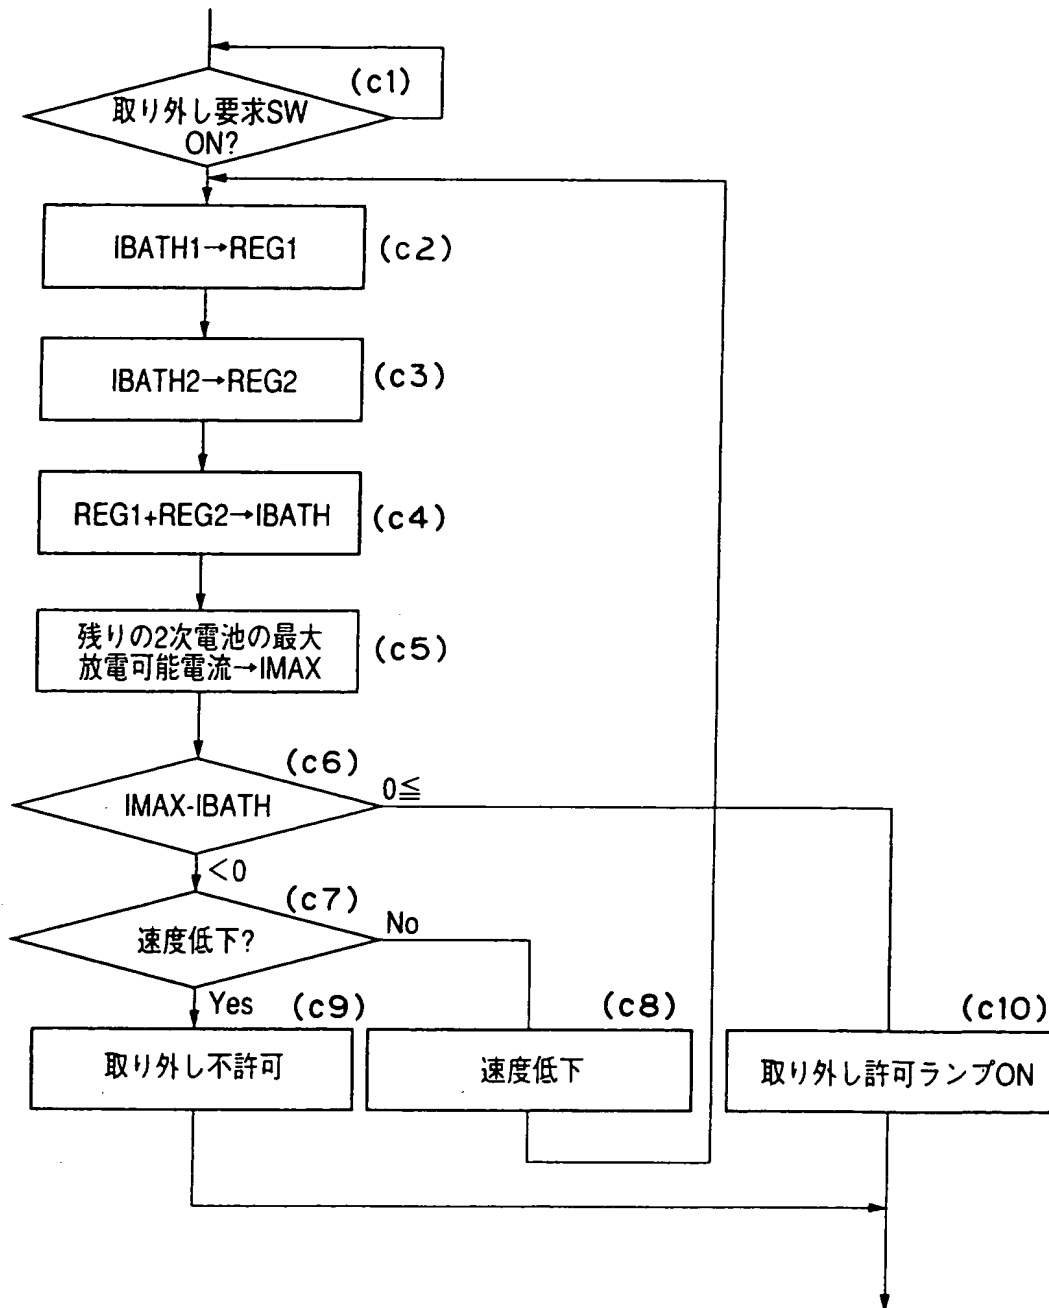 (c1)
取り外し要求SW
ON?
IBATH1→REG1
(c2)
IBATH2→REG2
(c3)
REG1+REG2→IBATH
(c4)
残りの2次電池の最大
放電可能電流→IMAX
(c5)
(c6)
IMAX-IBATH
0≦
<0
(c7)
速度低下?
No
Yes
(c9)
(c8)
(c10)
取り外し不許可
速度低下
取り外し許可ランプON